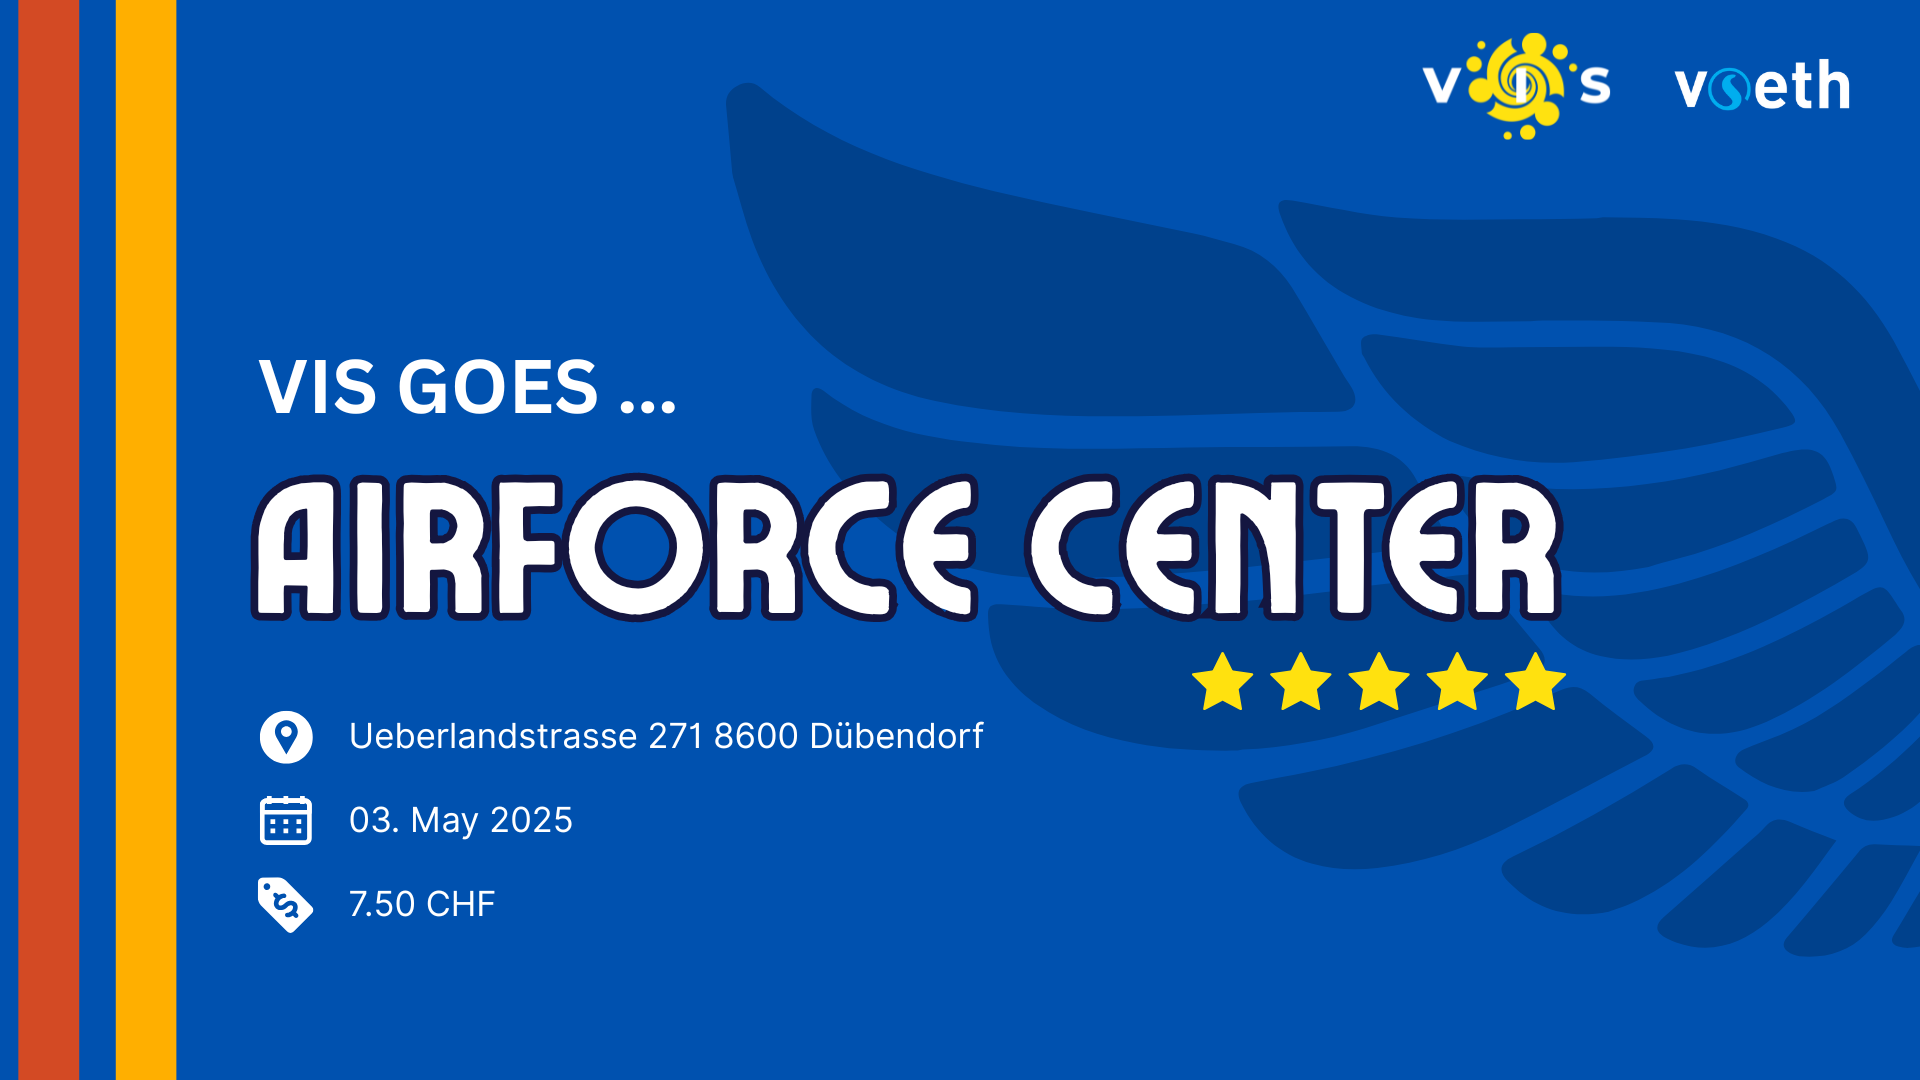 VIS
vseth
VIS GOES ...
AIRFORCE CENTER
Ueberlandstrasse 271 8600 Dübendorf
03. May 2025
7.50 CHF